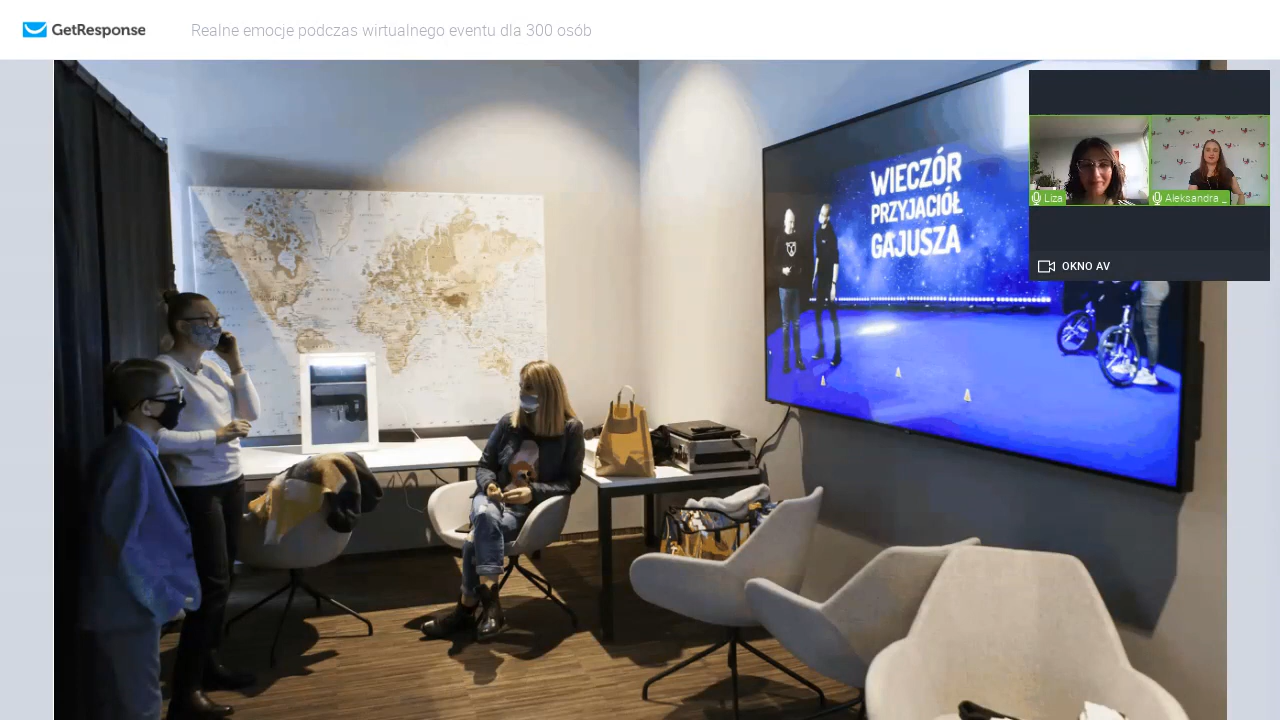 GetResponse
Realne emocje podczas wirtualnego eventu dla 300 osób
WIECZÓR
PRZYJACIÓŁ
GAJUSZA
Liza
Aleksandra _
OKNO AV